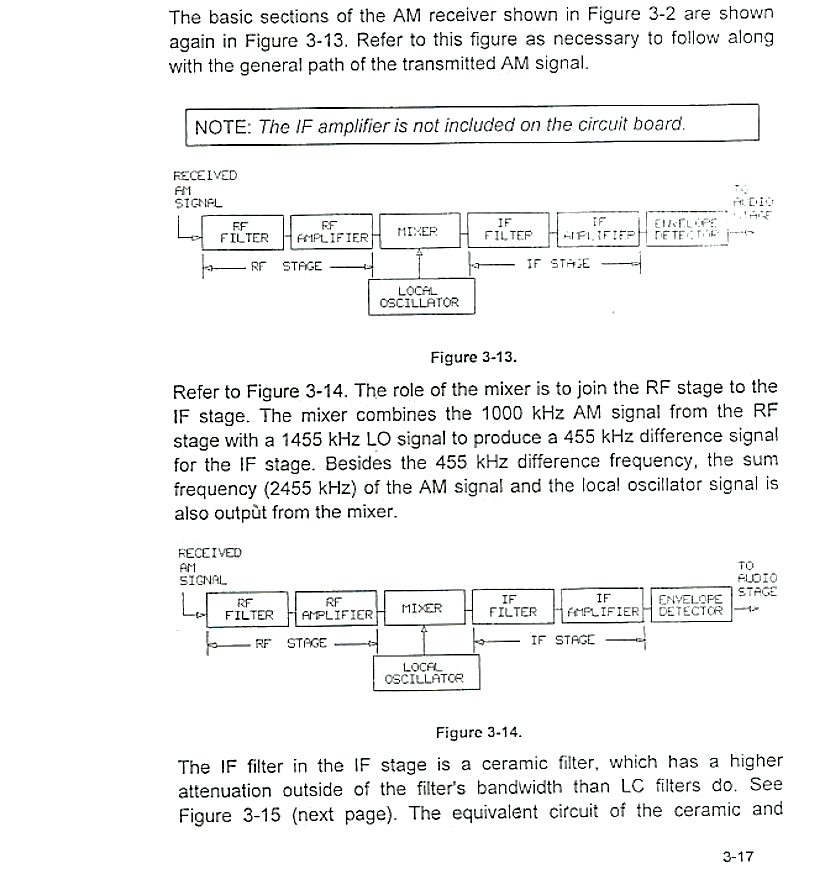 The basic sections of the AM receiver shown in Figure 3-2 are shown
again in Figure 3-13. Refer to this figure as necessary to follow along
with the general path of the transmitted AM signal.
NOTE: The IF amplifier is not included on the circuit board.
RECEIVED
AM
SIGNAL
RF
FILTER
RF
AMPLIFIER
MIXER
IF
FILTER
IF
AMPLIFIER
ENVELOPE
DETECTOR
TO
AUDIO
STAGE
RF STAGE
IF STAGE
LOCAL
OSCILLATOR
Figure 3-13.
Refer to Figure 3-14. The role of the mixer is to join the RF stage to the
IF stage. The mixer combines the 1000 kHz AM signal from the RF
stage with a 1455 kHz LO signal to produce a 455 kHz difference signal
for the IF stage. Besides the 455 kHz difference frequency, the sum
frequency (2455 kHz) of the AM signal and the local oscillator signal is
also output from the mixer.
RECEIVED
AM
SIGNAL
RF
FILTER
RF
AMPLIFIER
MIXER
IF
FILTER
IF
AMPLIFIER
ENVELOPE
DETECTOR
TO
AUDIO
STAGE
RF STAGE
IF STAGE
LOCAL
OSCILLATOR
Figure 3-14.
The IF filter in the IF stage is a ceramic filter, which has a higher
attenuation outside of the filter's bandwidth than LC filters do. See
Figure 3-15 (next page). The equivalent circuit of the ceramic and
3-17